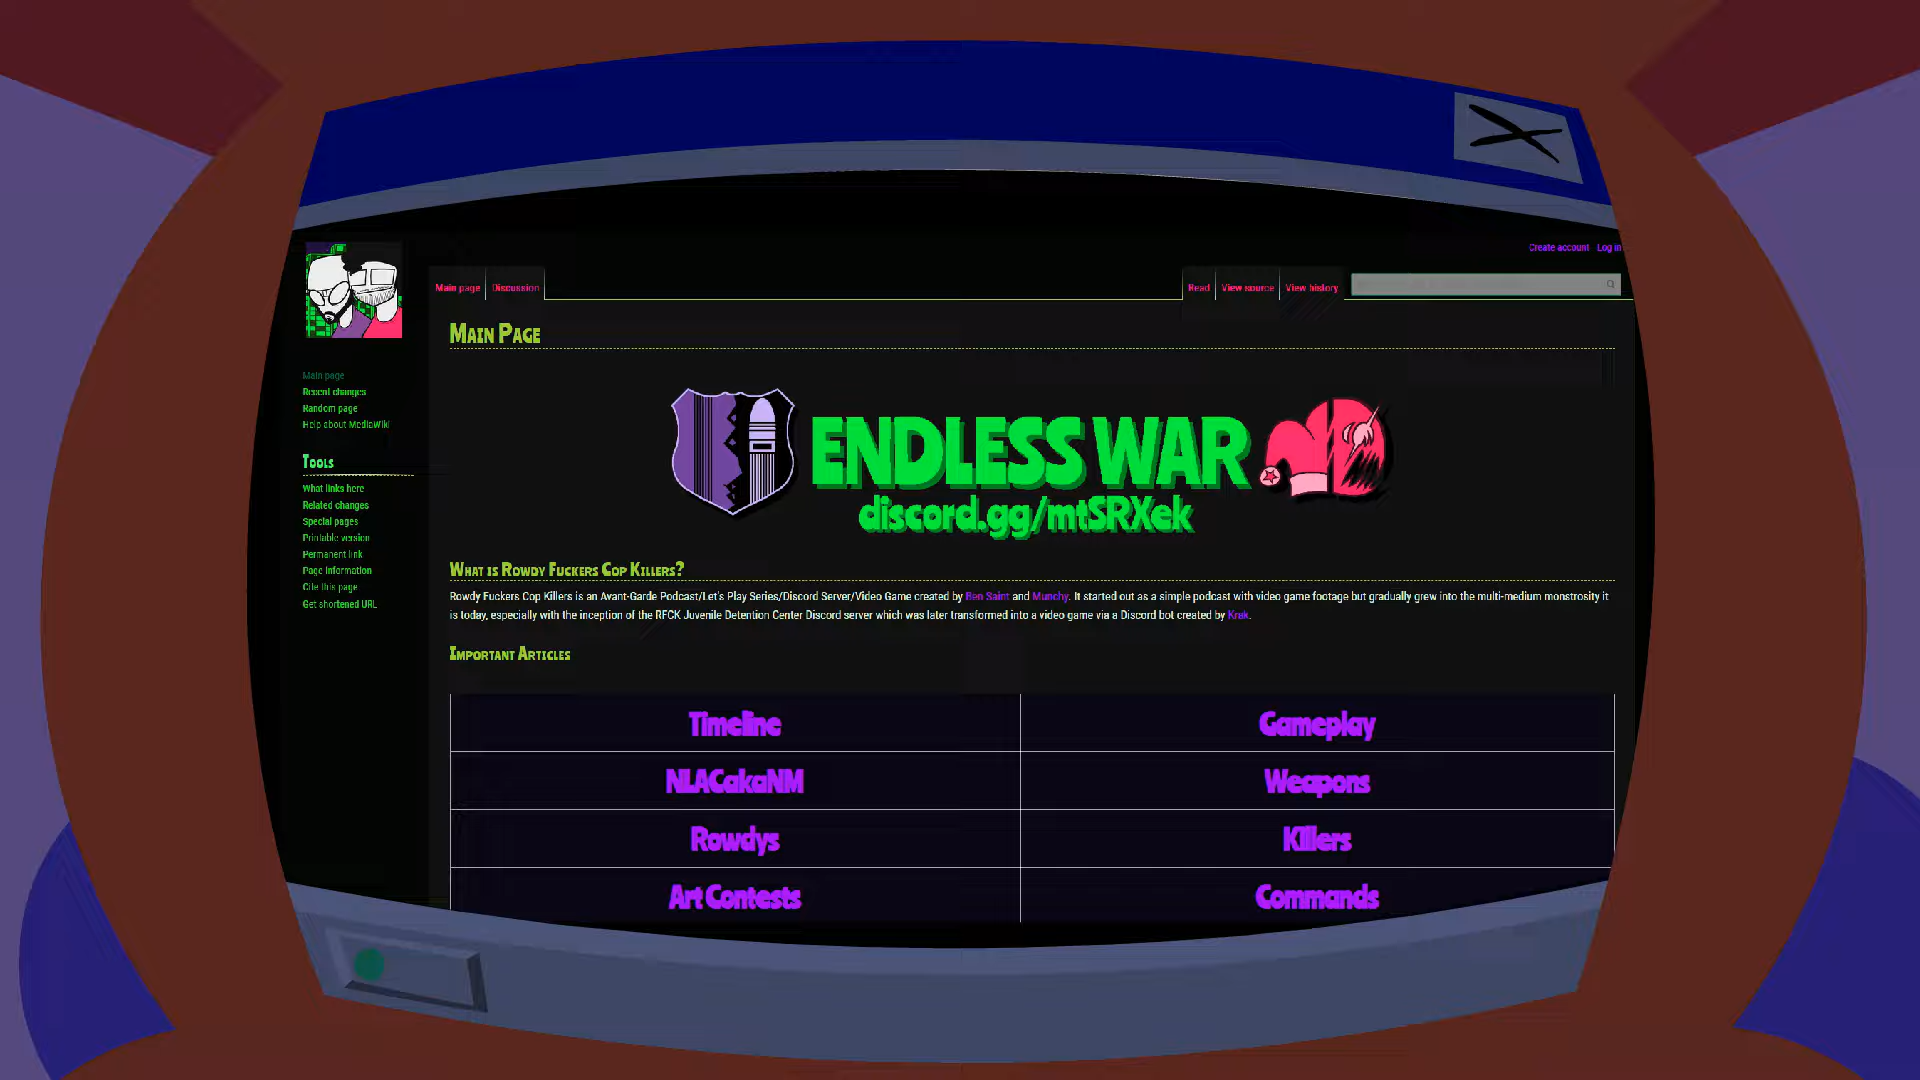 Create account Log in
Main page Discussion Read View source View history
Main Page
Main page
Recent changes
Random page
Help about MediaWiki
Tools
What links here
Related changes
Special pages
Printable version
Permanent link
Page information
Cite this page
Get shortened URL
ENDLESS WAR
discord.gg/mtSRXek
What is Rowdy Fuckers Cop Killers?
Rowdy Fuckers Cop Killers is an Avant-Garde Podcast/Let's Play Series/Discord Server/Video Game created by Ben Saint and Munchy. It started out as a simple podcast with video game footage but gradually grew into the multi-medium monstrosity it
is today, especially with the inception of the RFCK Juvenile Detention Center Discord server which was later transformed into a video game via a Discord bot created by Krak.
Important Articles
Timeline Gameplay
NLACakaNM Weapons
Rowdys Killers
Art Contests Commands